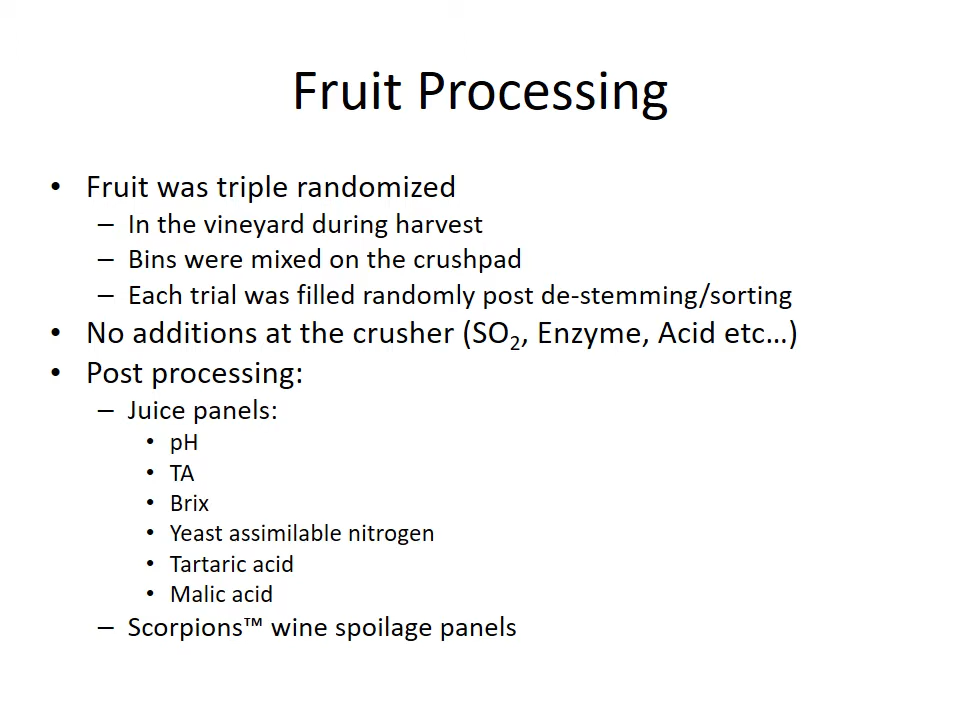 Fruit Processing
• Fruit was triple randomized
– In the vineyard during harvest
– Bins were mixed on the crushpad
– Each trial was filled randomly post de-stemming/sorting
• No additions at the crusher (SO₂, Enzyme, Acid etc…)
• Post processing:
– Juice panels:
• pH
• TA
• Brix
• Yeast assimilable nitrogen
• Tartaric acid
• Malic acid
– Scorpions™ wine spoilage panels